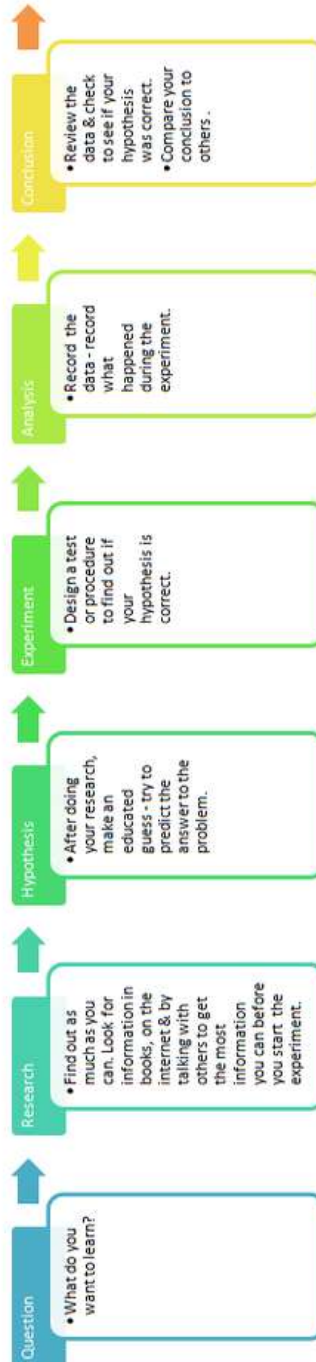 Question
• What do you
want to learn?
Research
• Find out as
much as you
can. Look for
information in
books, on the
internet & by
talking with
others to get
the most
information
you can before
you start the
experiment.
Hypothesis
• After doing
your research,
make an
educated
guess - try to
predict the
answer to the
problem.
Experiment
• Design a test
or procedure
to find out if
your
hypothesis is
correct.
Analysis
• Record the
data - record
what
happened
during the
experiment.
Conclusion
• Review the
data & check
to see if your
hypothesis
was correct.
• Compare your
conclusion to
others .